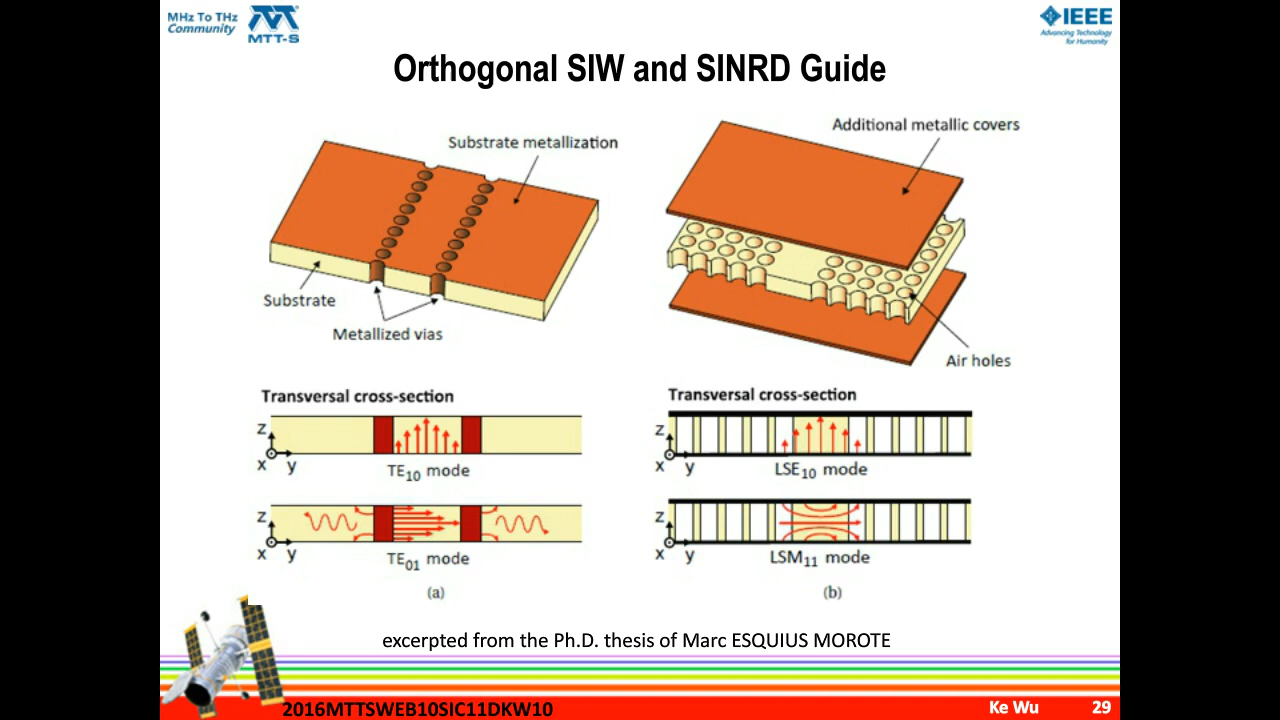 MHz To THz
Community
MTT-S
IEEE
Advancing Technology
for Humanity
Orthogonal SIW and SINRD Guide
Substrate metallization
Additional metallic covers
Substrate
Metallized vias
Air holes
Transversal cross-section
Transversal cross-section
z
x y
TE10 mode
z
x y
LSE10 mode
z
x y
TE01 mode
z
x y
LSM11 mode
(a)
(b)
excerpted from the Ph.D. thesis of Marc ESQUIUS MOROTE
2016MTTSWEB10SIC11DKW10
Ke Wu
29